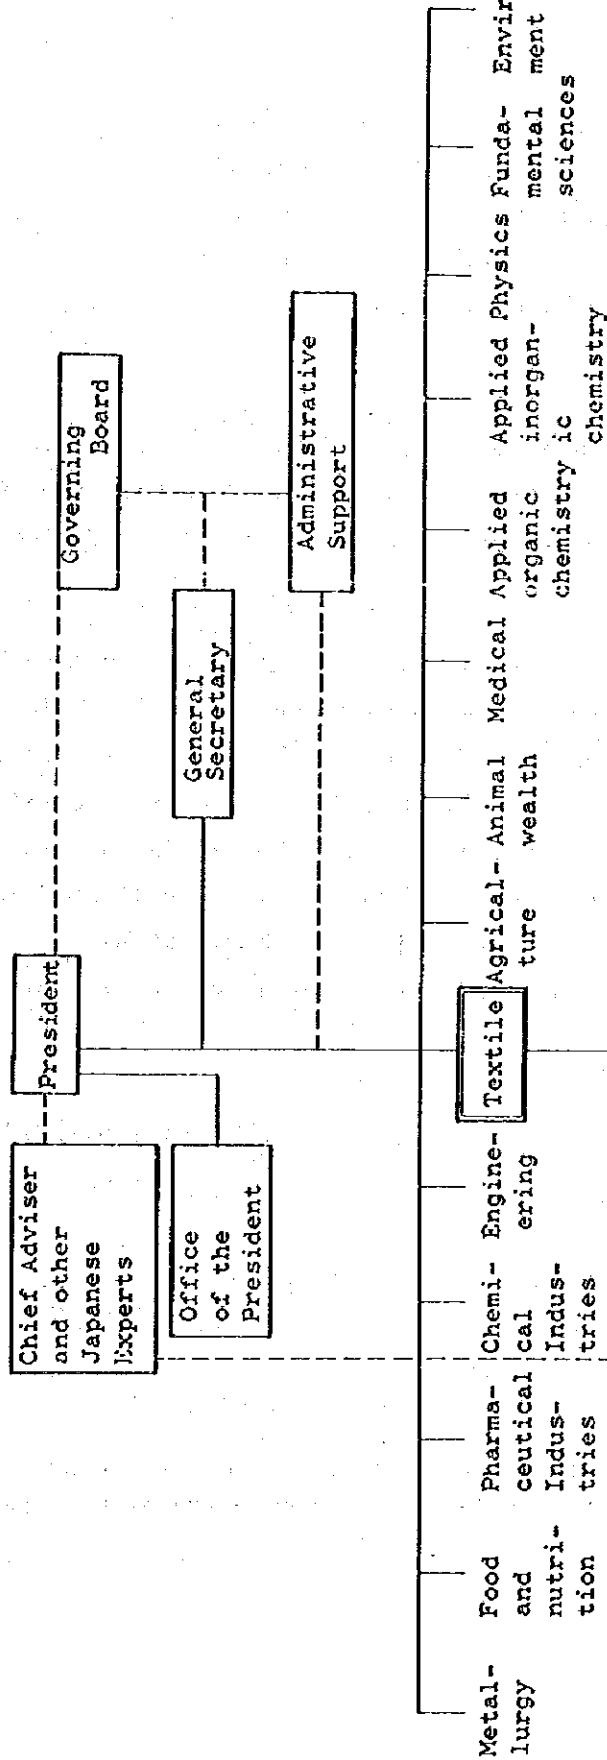 Chief Adviser
and other
Japanese
Experts
President
Governing
Board
Office
of the
President
General
Secretary
Administrative
Support
Metal-
lurgy
Food
and
nutri-
tion
Pharma-
ceutical
Indus-
tries
Chemi-
cal
Indus-
tries
Engine-
ering
Textile
Agrical-
ture
Animal
wealth
Medical
Applied
organic
chemistry
Applied
inorgan-
ic
chemistry
Physics
Funda-
mental
sciences
Envir
ment